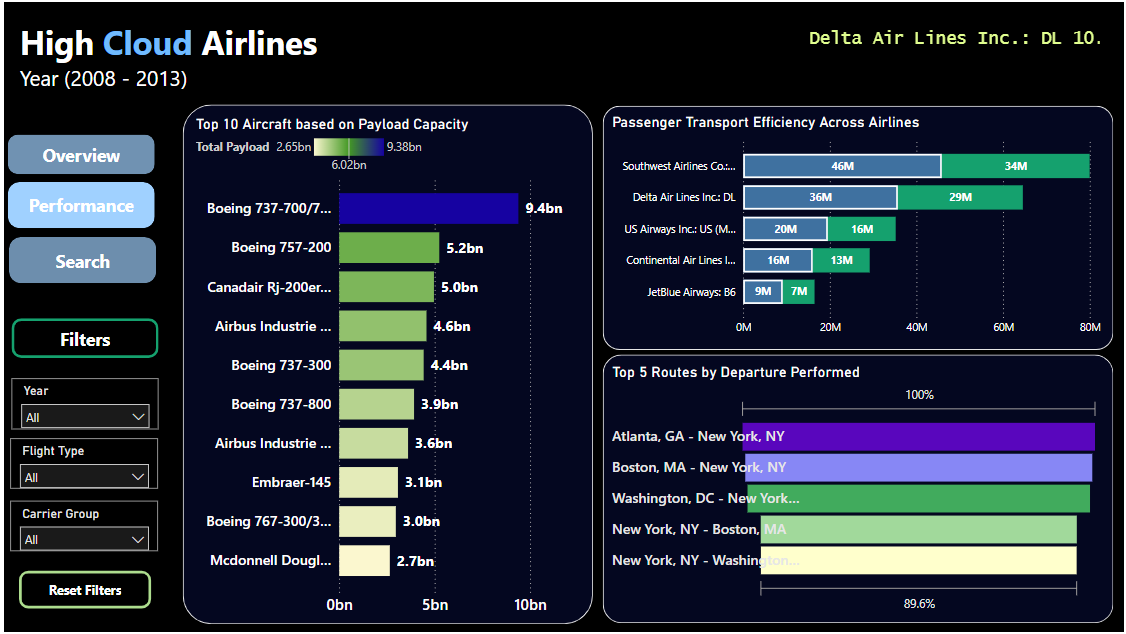 High Cloud Airlines
Year (2008 - 2013)
Delta Air Lines Inc.: DL 10.
Overview
Performance
Search
Filters
Year
All
Flight Type
All
Carrier Group
All
Reset Filters
Top 10 Aircraft based on Payload Capacity
Total Payload 2.65bn 9.38bn
6.02bn
Boeing 737-700/7... 9.4bn
Boeing 757-200 5.2bn
Canadair Rj-200er... 5.0bn
Airbus Industrie ... 4.6bn
Boeing 737-300 4.4bn
Boeing 737-800 3.9bn
Airbus Industrie ... 3.6bn
Embraer-145 3.1bn
Boeing 767-300/3... 3.0bn
Mcdonnell Dougl... 2.7bn
0bn 5bn 10bn
Passenger Transport Efficiency Across Airlines
Southwest Airlines Co.:... 46M 34M
Delta Air Lines Inc.: DL 36M 29M
US Airways Inc.: US (M... 20M 16M
Continental Air Lines I... 16M 13M
JetBlue Airways: B6 9M 7M
0M 20M 40M 60M 80M
Top 5 Routes by Departure Performed
100%
Atlanta, GA - New York, NY
Boston, MA - New York, NY
Washington, DC - New York...
New York, NY - Boston, MA
New York, NY - Washington...
89.6%